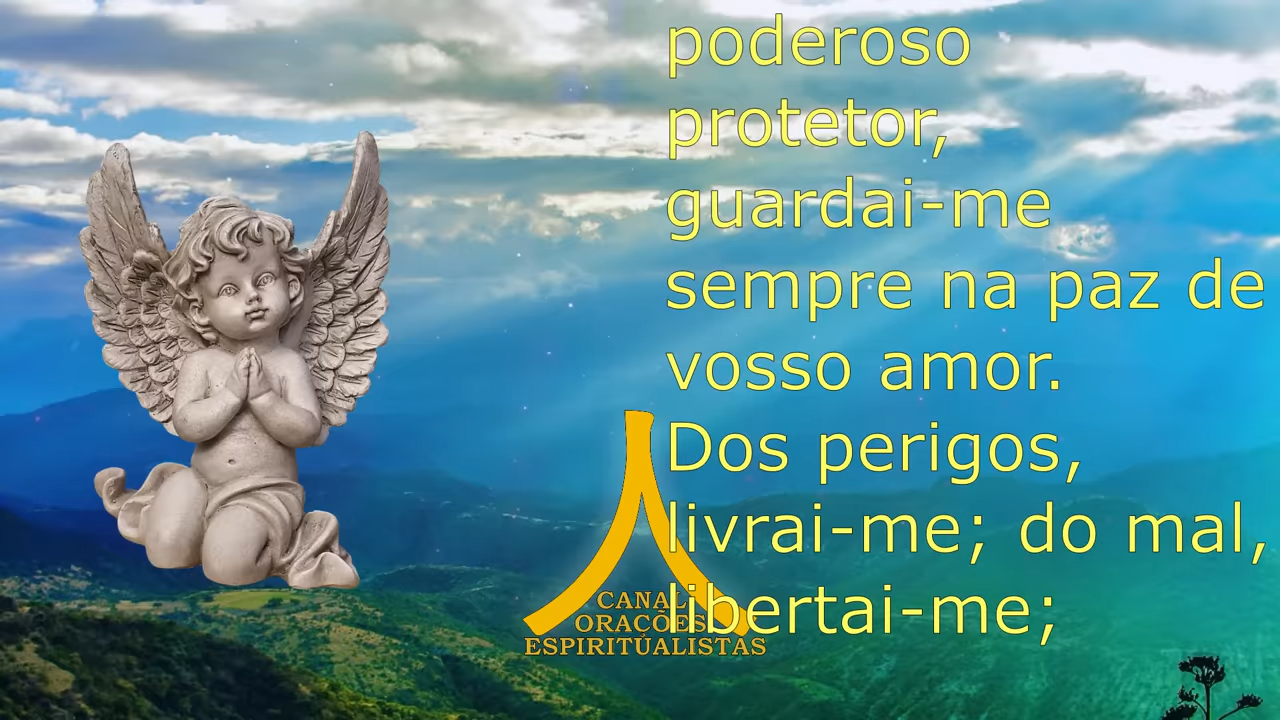 poderoso
protetor,
guardai-me
sempre na paz de
vosso amor.
Dos perigos,
livrai-me; do mal,
libertai-me;
CANAL
ORAÇÕES
ESPIRITUALISTAS